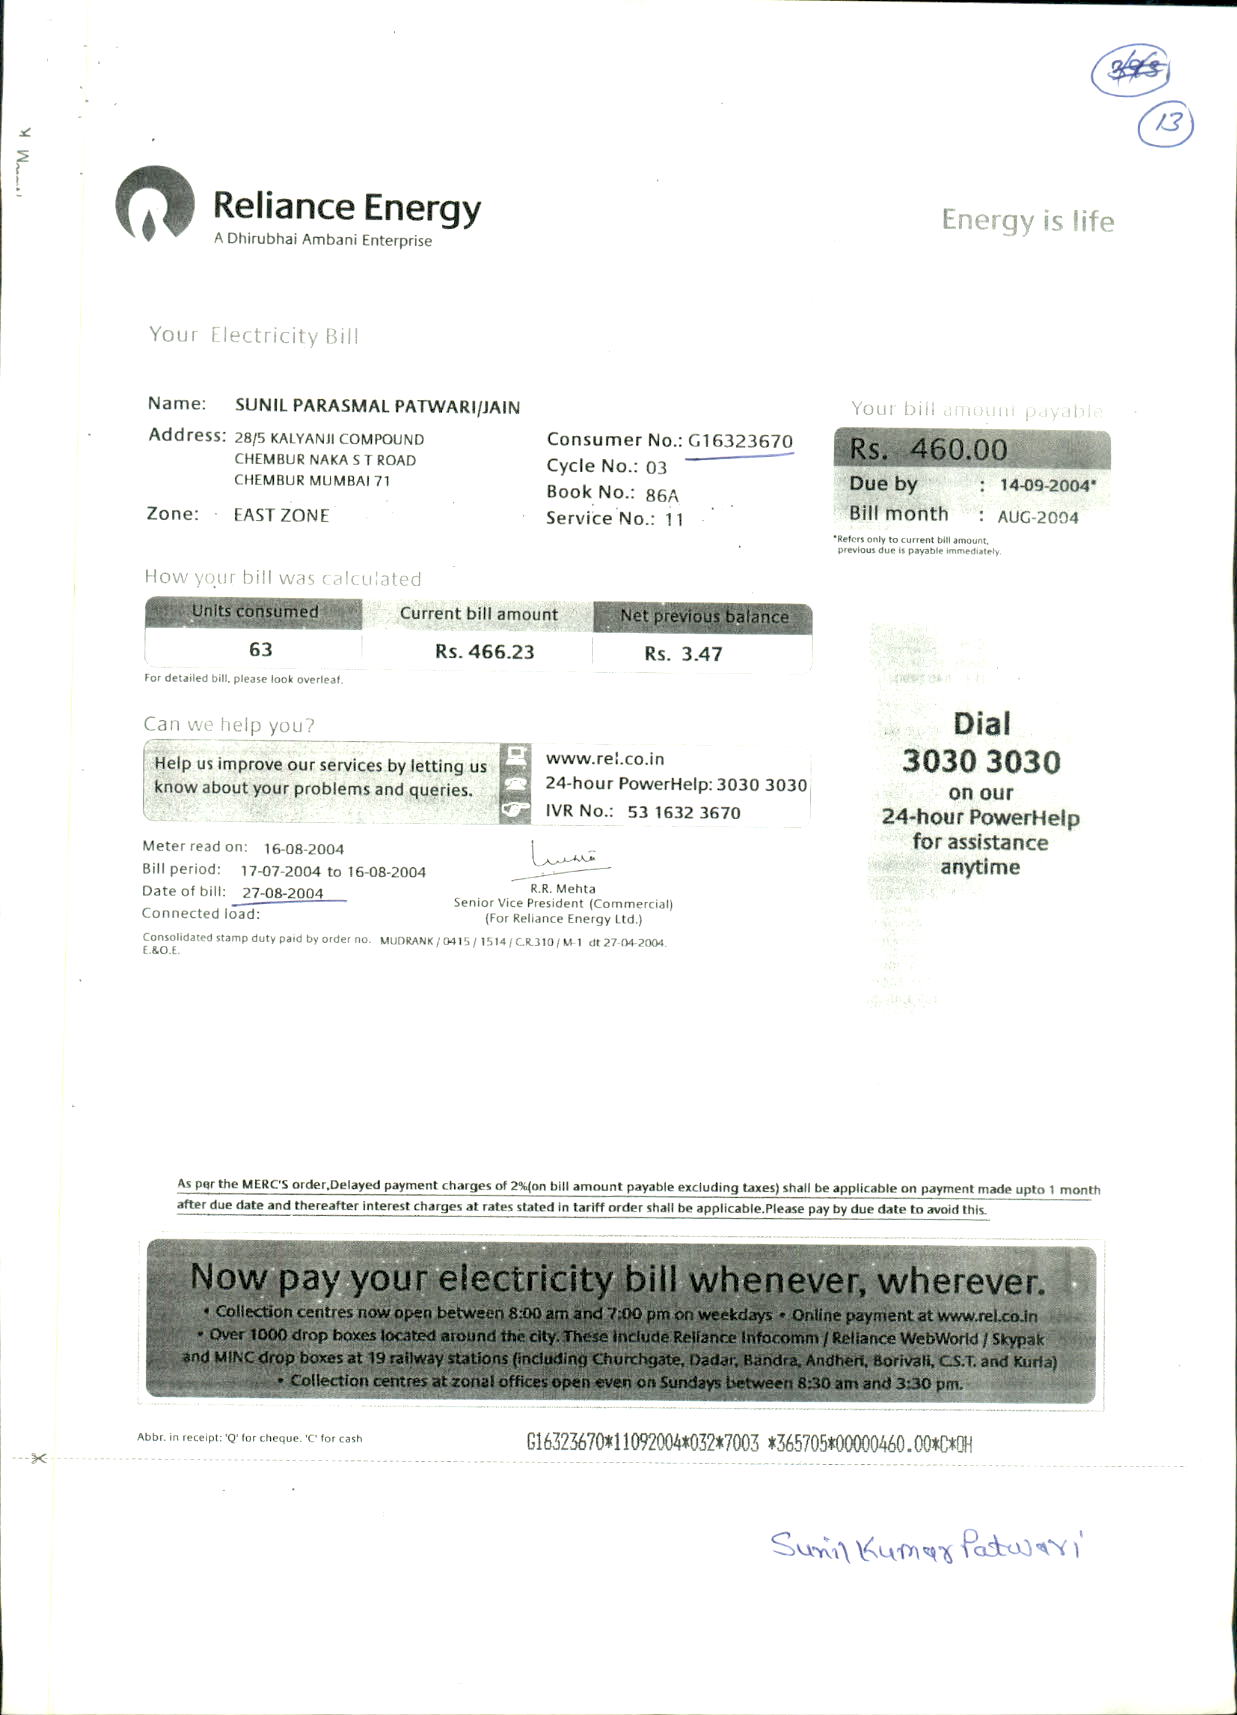 13
Reliance Energy
A Dhirubhai Ambani Enterprise
Energy is life
Your Electricity Bill
Name: SUNIL PARASMAL PATWARI/JAIN
Address: 28/5 KALYANJI COMPOUND
CHEMBUR NAKA S T ROAD
CHEMBUR MUMBAI 71
Zone: EAST ZONE
Consumer No.: G16323670
Cycle No.: 03
Book No.: 86A
Service No.: 11
Your bill amount payable
Rs. 460.00
Due by : 14-09-2004*
Bill month : AUG-2004
*Refers only to current bill amount,
previous due is payable immediately.
How your bill was calculated
Units consumed Current bill amount Net previous balance
63 Rs. 466.23 Rs. 3.47
For detailed bill, please look overleaf.
Can we help you?
Help us improve our services by letting us
know about your problems and queries.
www.rel.co.in
24-hour PowerHelp: 3030 3030
IVR No.: 53 1632 3670
Dial
3030 3030
on our
24-hour PowerHelp
for assistance
anytime
Meter read on: 16-08-2004
Bill period: 17-07-2004 to 16-08-2004
Date of bill: 27-08-2004
Connected load:
R.R. Mehta
Senior Vice President (Commercial)
(For Reliance Energy Ltd.)
Consolidated stamp duty paid by order no. MUDRANK / 0415 / 1514 / C.R.310 / M-1 dt 27-04-2004.
E.&O.E.
As per the MERC'S order,Delayed payment charges of 2%(on bill amount payable excluding taxes) shall be applicable on payment made upto 1 month
after due date and thereafter interest charges at rates stated in tariff order shall be applicable.Please pay by due date to avoid this.
Now pay your electricity bill whenever, wherever.
• Collection centres now open between 8:00 am and 7:00 pm on weekdays • Online payment at www.rel.co.in
• Over 1000 drop boxes located around the city. These include Reliance Infocomm / Reliance WebWorld / Skypak
and MINC drop boxes at 19 railway stations (including Churchgate, Dadar, Bandra, Andheri, Borivali, C.S.T. and Kurla)
• Collection centres at zonal offices open even on Sundays between 8:30 am and 3:30 pm.
Abbr. in receipt: 'Q' for cheque. 'C' for cash
G16323670*11092004*032*7003 *365705*00000460.00*C*OH
Sunil Kumar Patwari